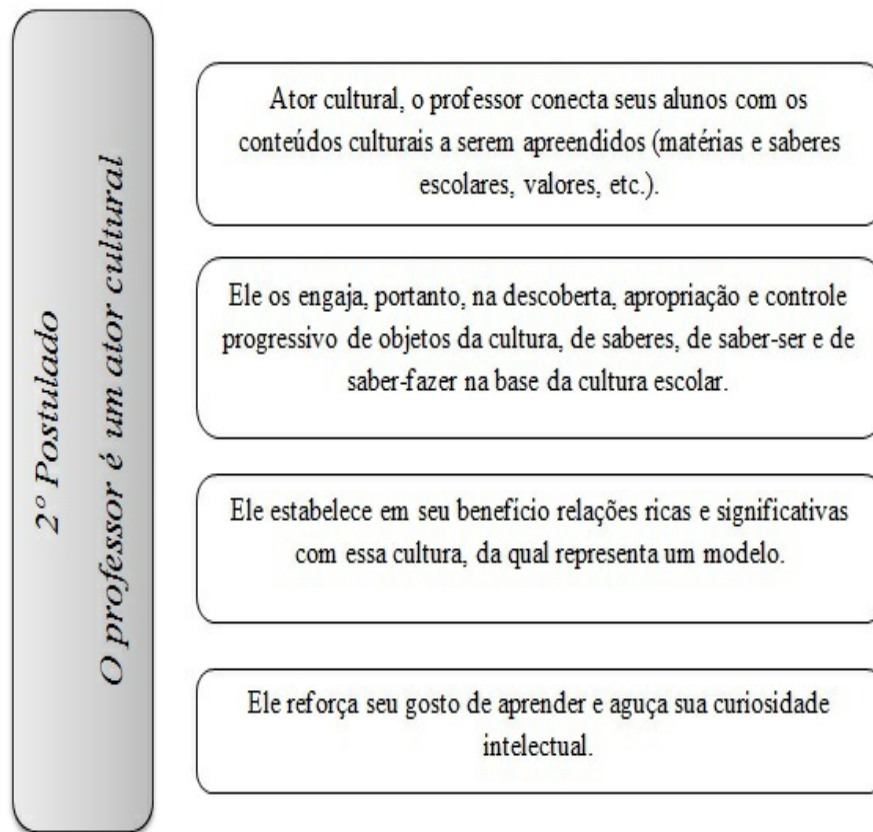 2° Postulado
O professor é um ator cultural
Ator cultural, o professor conecta seus alunos com os
conteúdos culturais a serem apreendidos (matérias e saberes
escolares, valores, etc.).
Ele os engaja, portanto, na descoberta, apropriação e controle
progressivo de objetos da cultura, de saberes, de saber-ser e de
saber-fazer na base da cultura escolar.
Ele estabelece em seu benefício relações ricas e significativas
com essa cultura, da qual representa um modelo.
Ele reforça seu gosto de aprender e aguça sua curiosidade
intelectual.